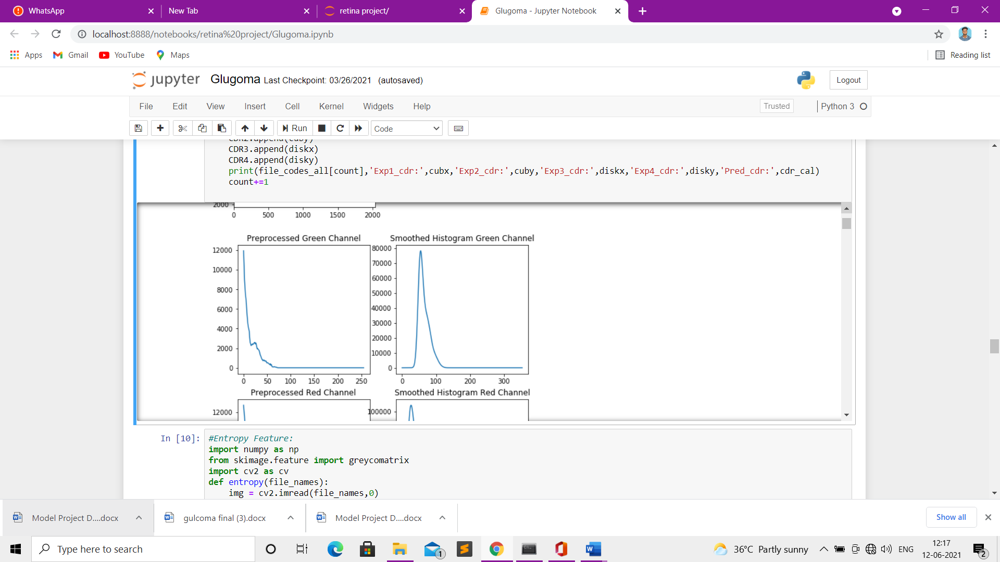 WhatsApp
New Tab
retina project/
Glugoma - Jupyter Notebook
localhost:8888/notebooks/retina%20project/Glugoma.ipynb
Apps
Gmail
YouTube
Maps
Reading list
jupyter Glugoma Last Checkpoint: 03/26/2021 (autosaved)
Logout
File Edit View Insert Cell Kernel Widgets Help
Trusted
Python 3
Run
Code
CDR2.append(cuby)
CDR3.append(diskx)
CDR4.append(disky)
print(file_codes_all[count],'Exp1_cdr:',cubx,'Exp2_cdr:',cuby,'Exp3_cdr:',diskx,'Exp4_cdr:',disky,'Pred_cdr:',cdr_cal)
count+=1
2000
0 500 1000 1500 2000
Preprocessed Green Channel
12000
10000
8000
6000
4000
2000
0
0 50 100 150 200 250
Smoothed Histogram Green Channel
80000
70000
60000
50000
40000
30000
20000
10000
0
0 100 200 300
Preprocessed Red Channel
12000
Smoothed Histogram Red Channel
100000
In [10]:
#Entropy Feature:
import numpy as np
from skimage.feature import greycomatrix
import cv2 as cv
def entropy(file_names):
img = cv2.imread(file_names,0)
Model Project D....docx
gulcoma final (3).docx
Model Project D....docx
Show all
Type here to search
1
36°C Partly sunny
ENG
12:17
12-06-2021
2